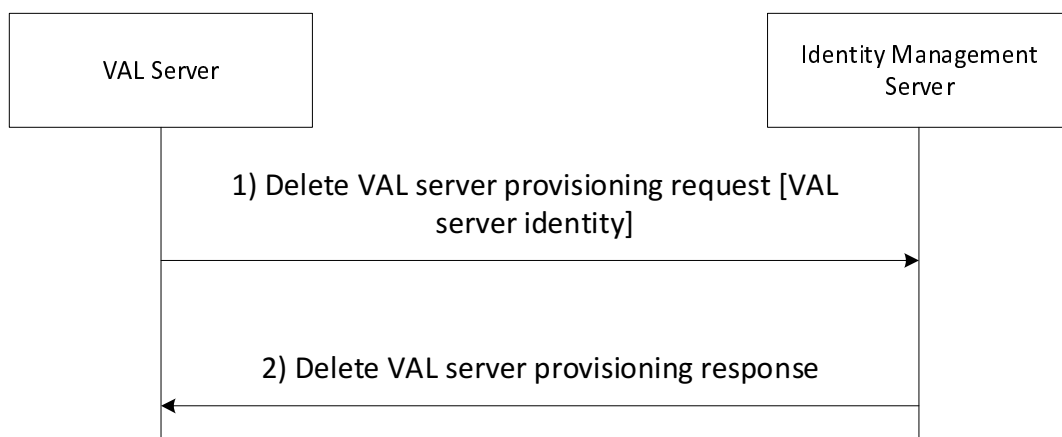 VAL Server
Identity Management
Server
1) Delete VAL server provisioning request [VAL
server identity]
2) Delete VAL server provisioning response